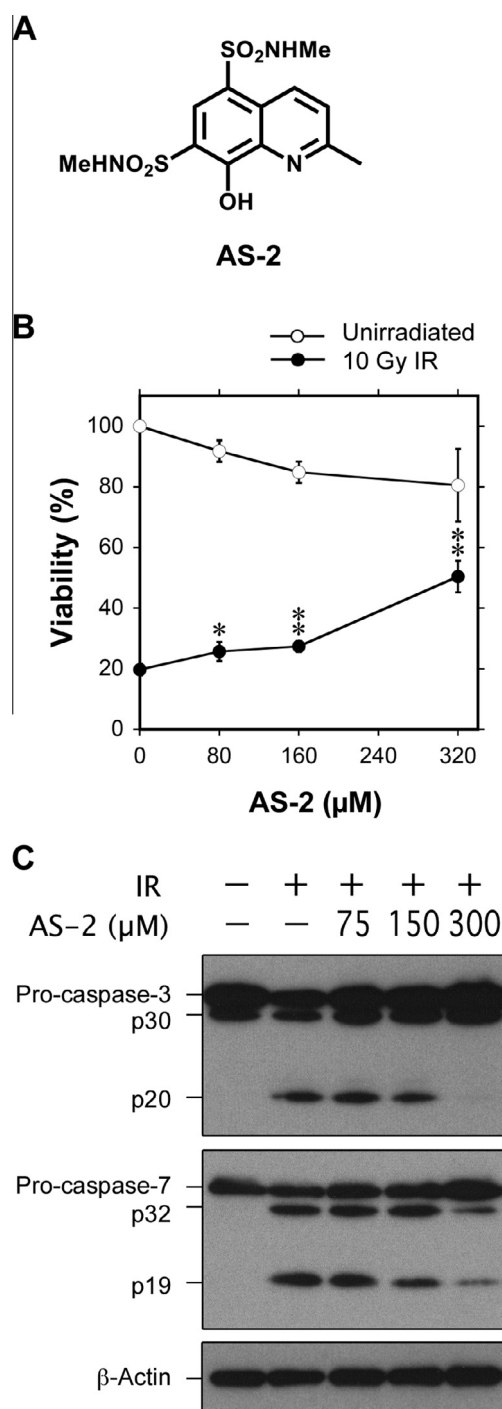 A
SO₂NHMe
MeHNO₂S
N
OH
AS-2
B
Unirradiated
10 Gy IR
Viability (%)
100
80
60
40
20
0
* * * * *
0 80 160 240 320
AS-2 (µM)
C
IR − + + + +
AS−2 (µM) − − 75 150 300
Pro-caspase-3
p30
p20
Pro-caspase-7
p32
p19
β-Actin